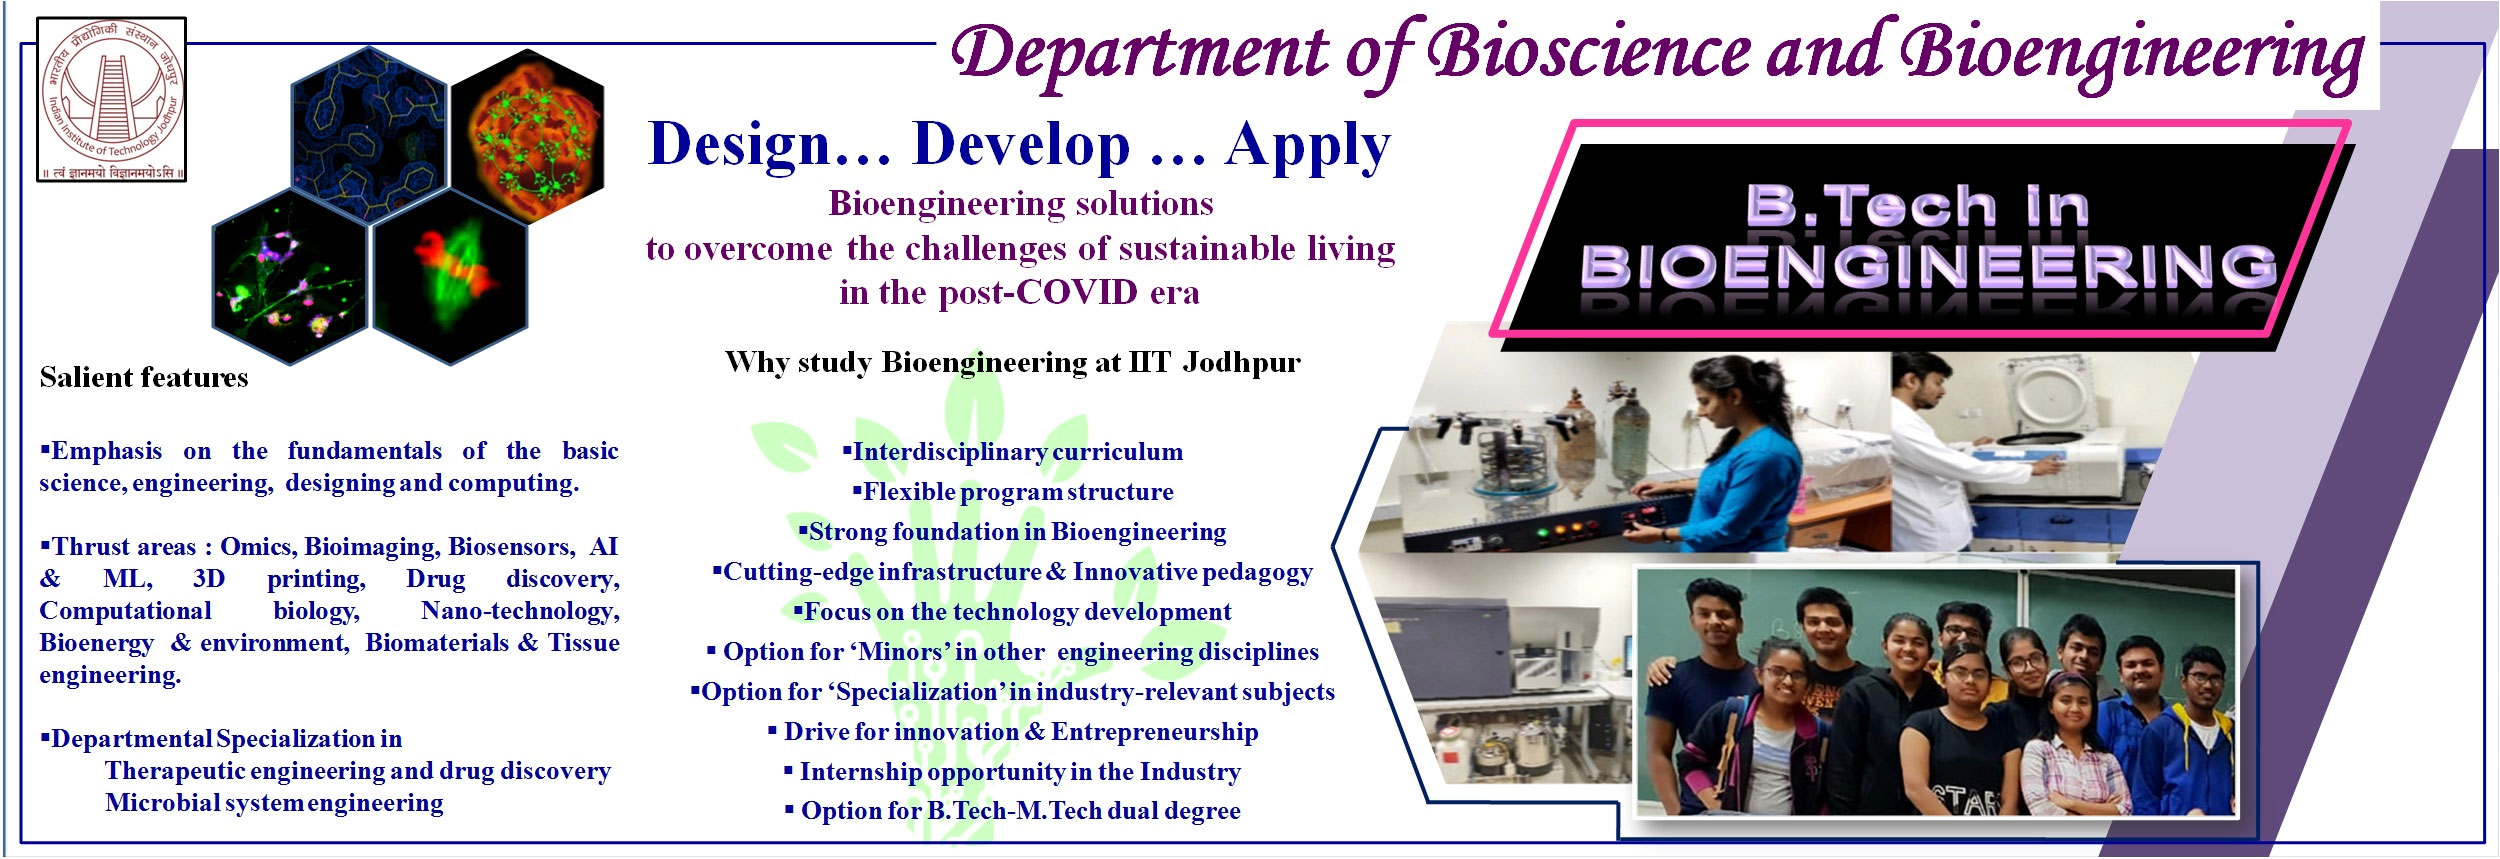 भारतीय प्रौद्योगिकी संस्थान जोधपुर
Indian Institute of Technology Jodhpur
॥ त्वं ज्ञानमयो विज्ञानमयोऽसि ॥
Department of Bioscience and Bioengineering
Design… Develop … Apply
Bioengineering solutions
to overcome the challenges of sustainable living
in the post-COVID era
B.Tech in
BIOENGINEERING
Salient features
▪Emphasis on the fundamentals of the basic
science, engineering, designing and computing.
▪Thrust areas : Omics, Bioimaging, Biosensors, AI
& ML, 3D printing, Drug discovery,
Computational biology, Nano-technology,
Bioenergy & environment, Biomaterials & Tissue
engineering.
▪Departmental Specialization in
Therapeutic engineering and drug discovery
Microbial system engineering
Why study Bioengineering at IIT Jodhpur
▪Interdisciplinary curriculum
▪Flexible program structure
▪Strong foundation in Bioengineering
▪Cutting-edge infrastructure & Innovative pedagogy
▪Focus on the technology development
▪ Option for ‘Minors’ in other engineering disciplines
▪Option for ‘Specialization’ in industry-relevant subjects
▪ Drive for innovation & Entrepreneurship
▪ Internship opportunity in the Industry
▪ Option for B.Tech-M.Tech dual degree